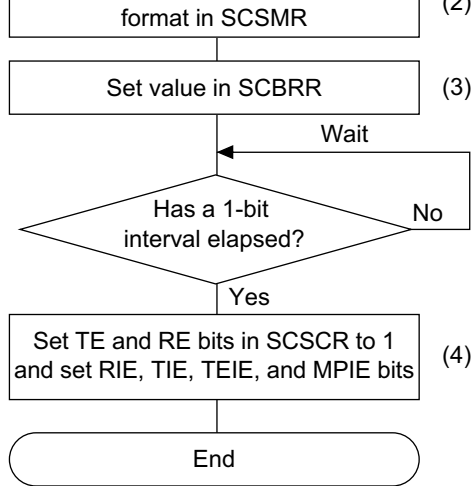 (2)
format in SCSMR
Set value in SCBRR
(3)
Wait
Has a 1-bit
interval elapsed?
No
Yes
Set TE and RE bits in SCSCR to 1
and set RIE, TIE, TEIE, and MPIE bits
(4)
End